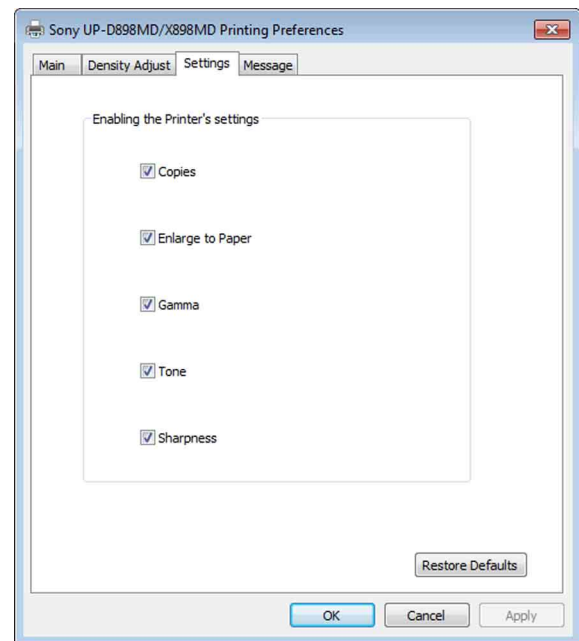 Sony UP-D898MD/X898MD Printing Preferences
Main Density Adjust Settings Message
Enabling the Printer's settings
Copies
Enlarge to Paper
Gamma
Tone
Sharpness
Restore Defaults
OK Cancel Apply